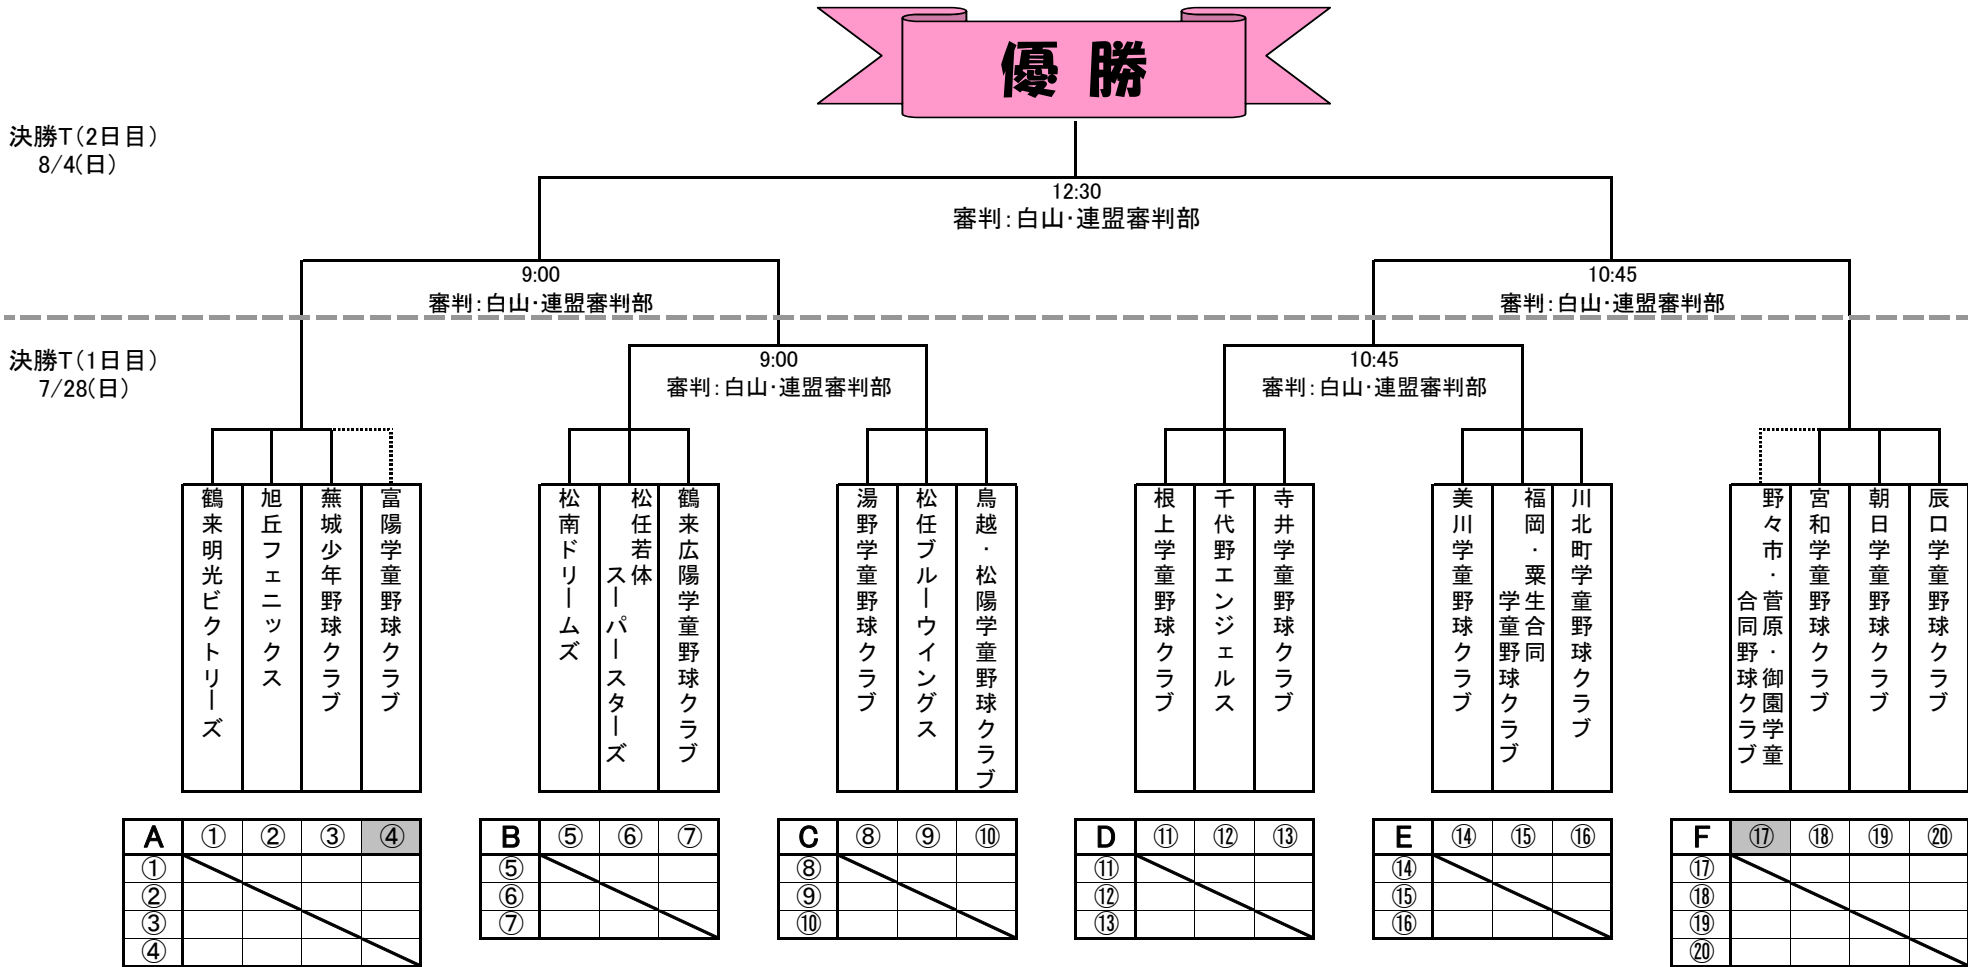 優勝
決勝T(2日目)
8/4(日)
12:30
審判:白山・連盟審判部
9:00
審判:白山・連盟審判部
10:45
審判:白山・連盟審判部
決勝T(1日目)
7/28(日)
9:00
審判:白山・連盟審判部
10:45
審判:白山・連盟審判部
鶴来明光ビクトリーズ
旭丘フェニックス
蕪城少年野球クラブ
富陽学童野球クラブ
松南ドリームズ
松任若体
スーパースターズ
鶴来広陽学童野球クラブ
湯野学童野球クラブ
松任ブルーウイングス
鳥越・松陽学童野球クラブ
根上学童野球クラブ
千代野エンジェルス
寺井学童野球クラブ
美川学童野球クラブ
福岡・粟生合同
学童野球クラブ
川北町学童野球クラブ
野々市・菅原・御園学童
合同野球クラブ
宮和学童野球クラブ
朝日学童野球クラブ
辰口学童野球クラブ
A ① ② ③ ④
①
②
③
④
B ⑤ ⑥ ⑦
⑤
⑥
⑦
C ⑧ ⑨ ⑩
⑧
⑨
⑩
D ⑪ ⑫ ⑬
⑪
⑫
⑬
E ⑭ ⑮ ⑯
⑭
⑮
⑯
F ⑰ ⑱ ⑲ ⑳
⑰
⑱
⑲
⑳